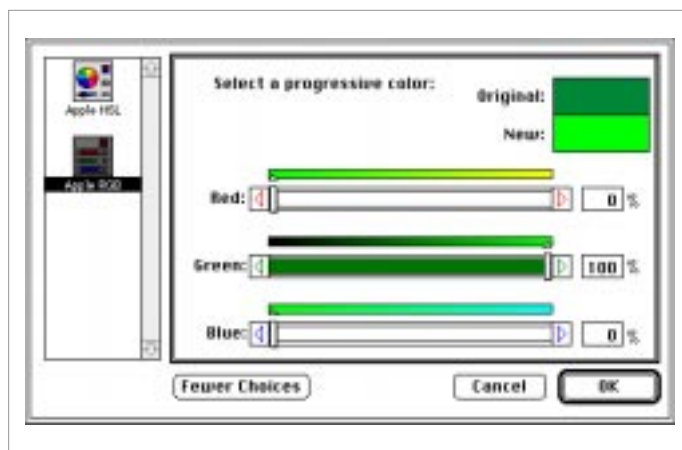 Apple HSL
Apple RGB
Select a progressive color:
Original:
New:
Red: 0 %
Green: 100 %
Blue: 0 %
Fewer Choices
Cancel
OK